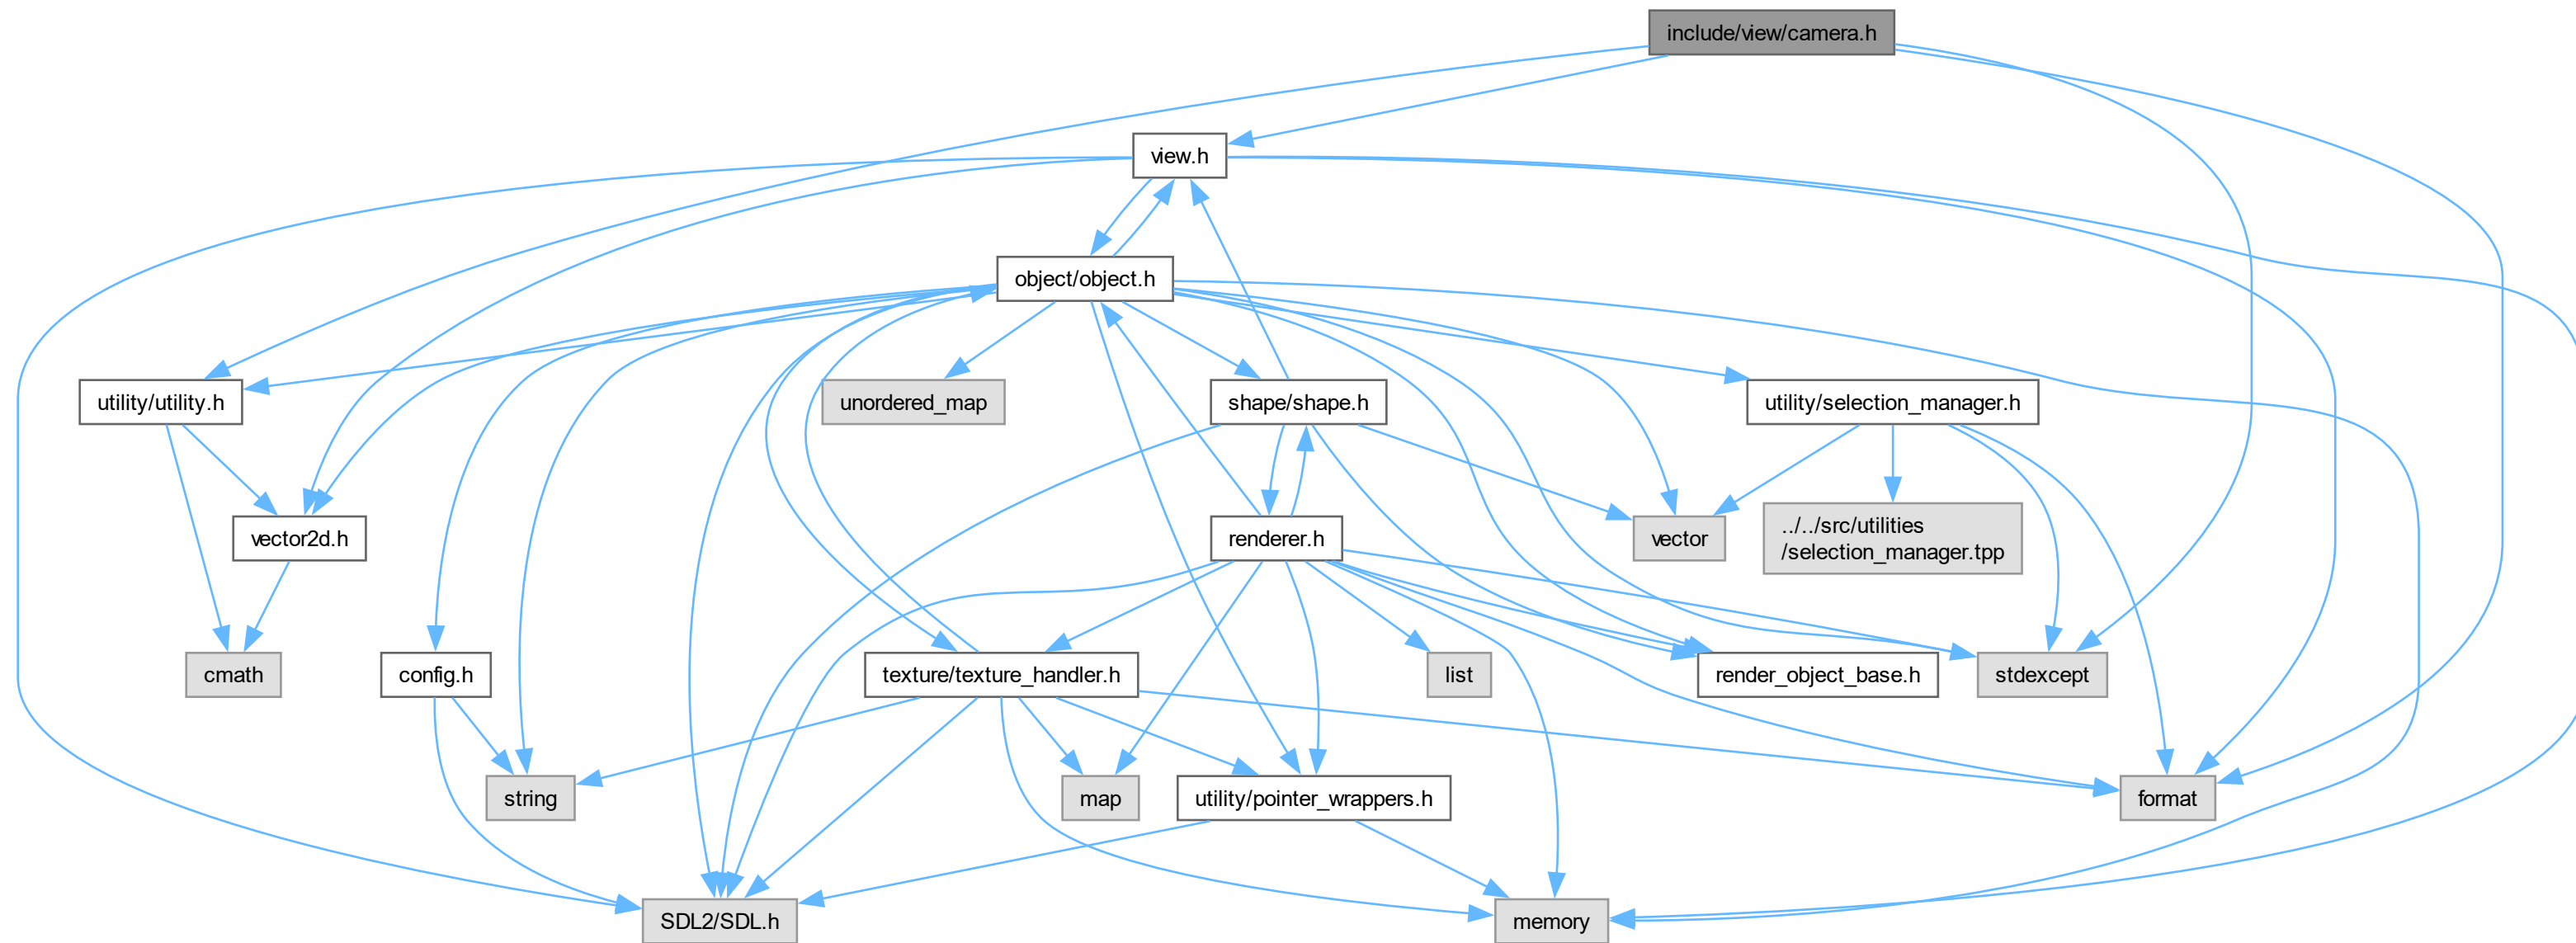 include/view/camera.h
view.h
object/object.h
utility/utility.h
unordered_map
shape/shape.h
utility/selection_manager.h
vector2d.h
renderer.h
vector
../../src/utilities
/selection_manager.tpp
cmath
config.h
texture/texture_handler.h
list
render_object_base.h
stdexcept
string
map
utility/pointer_wrappers.h
format
SDL2/SDL.h
memory